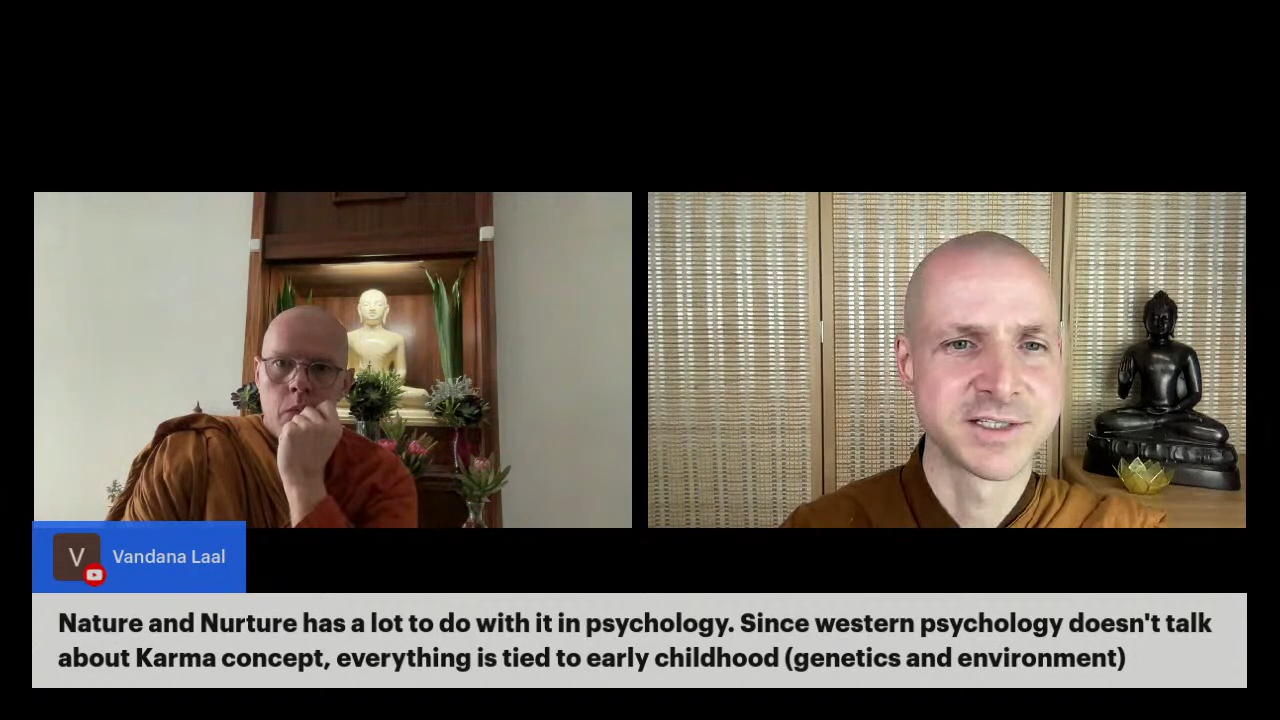 V
Vandana Laal
Nature and Nurture has a lot to do with it in psychology. Since western psychology doesn't talk
about Karma concept, everything is tied to early childhood (genetics and environment)